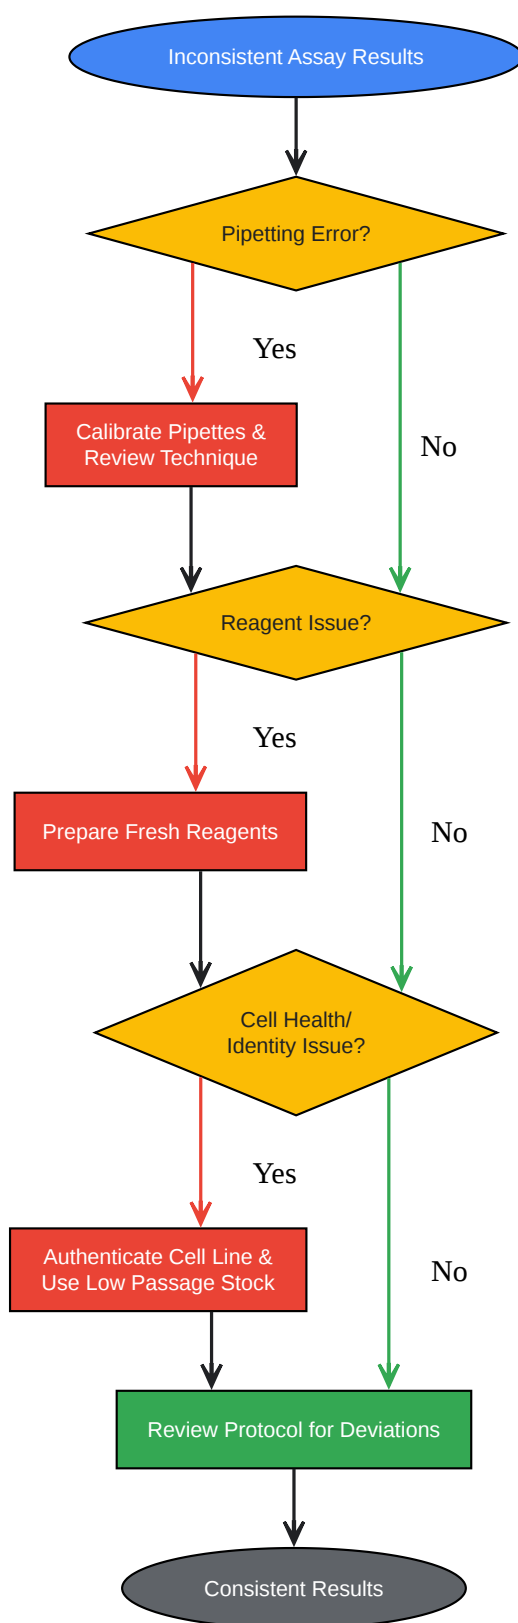 Inconsistent Assay Results
Pipetting Error?
Yes
Calibrate Pipettes &
Review Technique
No
Reagent Issue?
Yes
Prepare Fresh Reagents
No
Cell Health/
Identity Issue?
Yes
Authenticate Cell Line &
Use Low Passage Stock
No
Review Protocol for Deviations
Consistent Results